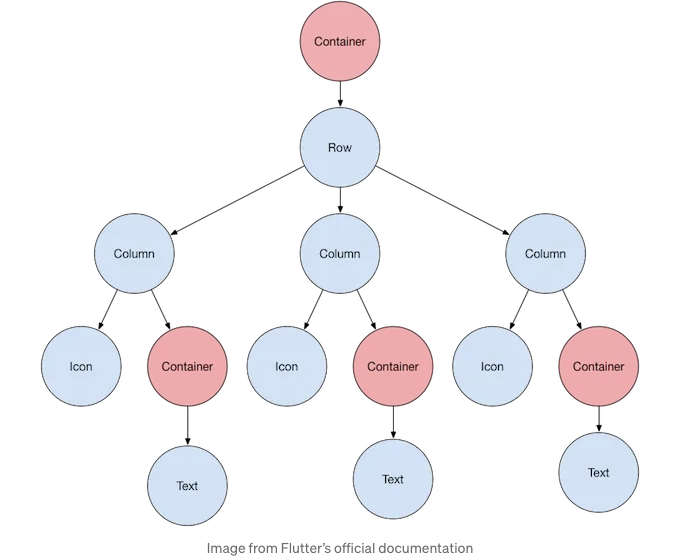 Container
Row
Column
Column
Column
Icon
Container
Icon
Container
Icon
Container
Text
Text
Text
Image from Flutter's official documentation